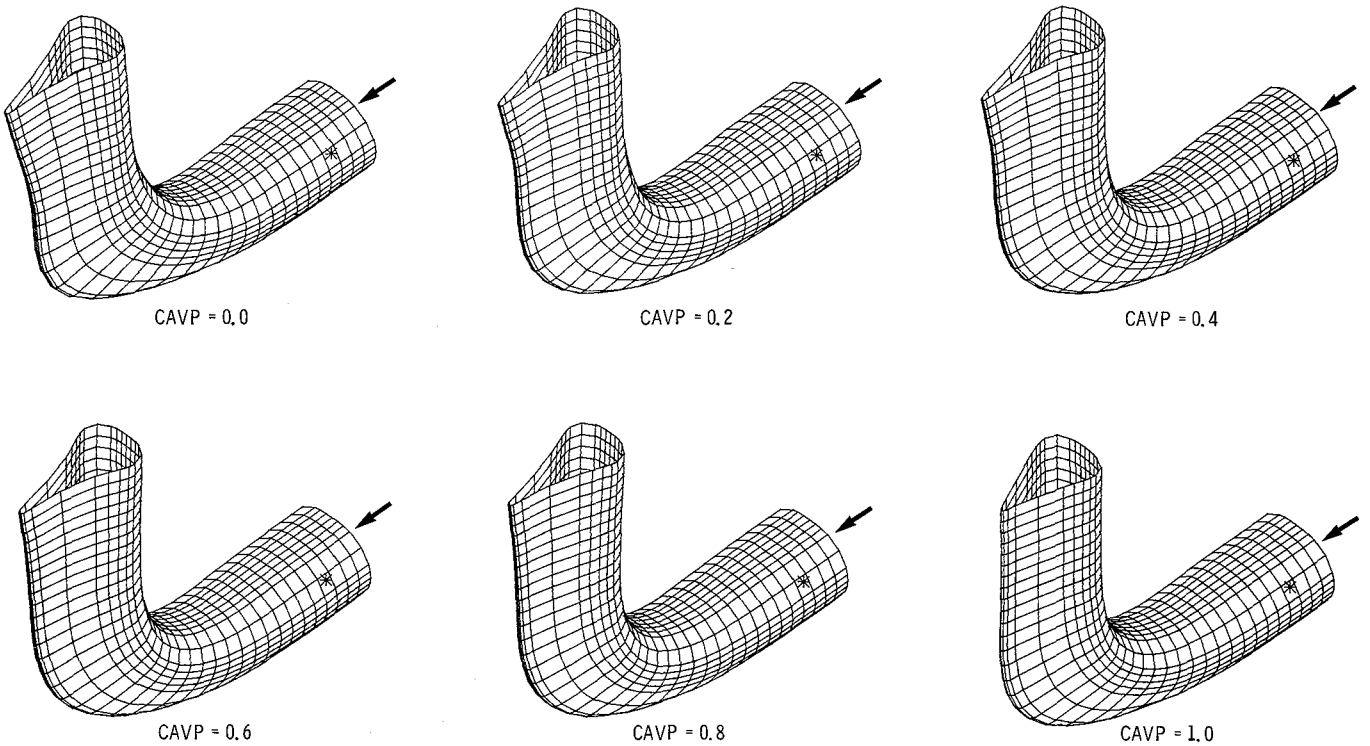 CAVP = 0.0
CAVP = 0.2
CAVP = 0.4
CAVP = 0.6
CAVP = 0.8
CAVP = 1.0